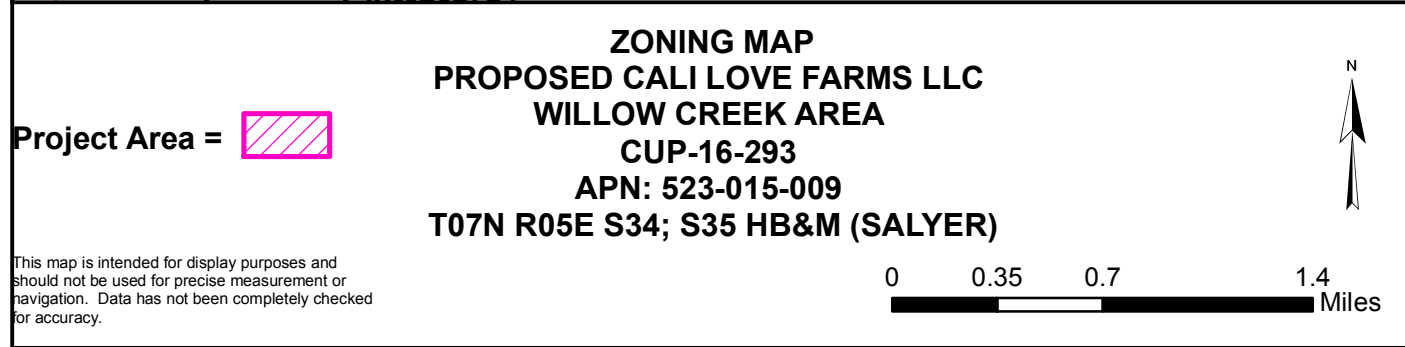 ZONING MAP
PROPOSED CALI LOVE FARMS LLC
WILLOW CREEK AREA
CUP-16-293
APN: 523-015-009
T07N R05E S34; S35 HB&M (SALYER)
Project Area =
N
This map is intended for display purposes and
should not be used for precise measurement or
navigation. Data has not been completely checked
for accuracy.
0 0.35 0.7 1.4
Miles